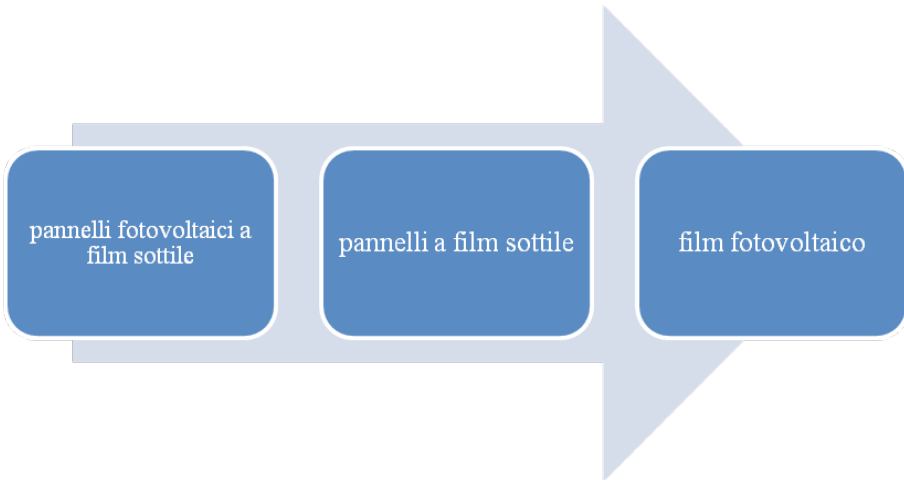 pannelli fotovoltaici a
film sottile
pannelli a film sottile
film fotovoltaico